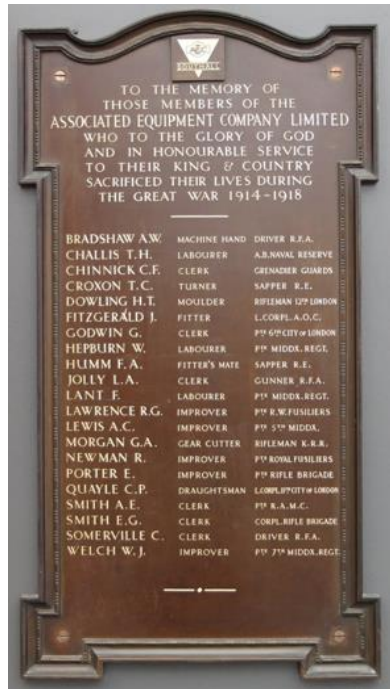 AEC
SOUTHALL
TO THE MEMORY OF
THOSE MEMBERS OF THE
ASSOCIATED EQUIPMENT COMPANY LIMITED
WHO TO THE GLORY OF GOD
AND IN HONOURABLE SERVICE
TO THEIR KING & COUNTRY
SACRIFICED THEIR LIVES DURING
THE GREAT WAR 1914-1918
BRADSHAW A.W. MACHINE HAND DRIVER R.F.A.
CHALLIS T.H. LABOURER A.B. NAVAL RESERVE
CHINNICK C.F. CLERK GRENADIER GUARDS
CROXON T.C. TURNER SAPPER R.E.
DOWLING H.T. MOULDER RIFLEMAN 12TH LONDON
FITZGERALD J. FITTER L.CORPL. A.O.C.
GODWIN G. CLERK PTE 6TH CITY OF LONDON
HEPBURN W. LABOURER PTE MIDDX. REGT.
HUMM F.A. FITTER'S MATE SAPPER R.E.
JOLLY L.A. CLERK GUNNER R.F.A.
LANT F. LABOURER PTE MIDDX. REGT.
LAWRENCE R.G. IMPROVER PTE R.W. FUSILIERS
LEWIS A.C. IMPROVER PTE 5TH MIDDX.
MORGAN G.A. GEAR CUTTER RIFLEMAN K.R.R.
NEWMAN R. IMPROVER PTE ROYAL FUSILIERS
PORTER E. IMPROVER PTE RIFLE BRIGADE
QUAYLE C.P. DRAUGHTSMAN L.CORPL. CITY OF LONDON
SMITH A.E. CLERK PTE R.A.M.C.
SMITH E.G. CLERK CORPL. RIFLE BRIGADE
SOMERVILLE C. CLERK DRIVER R.F.A.
WELCH W.J. IMPROVER PTE 7TH MIDDX. REGT.